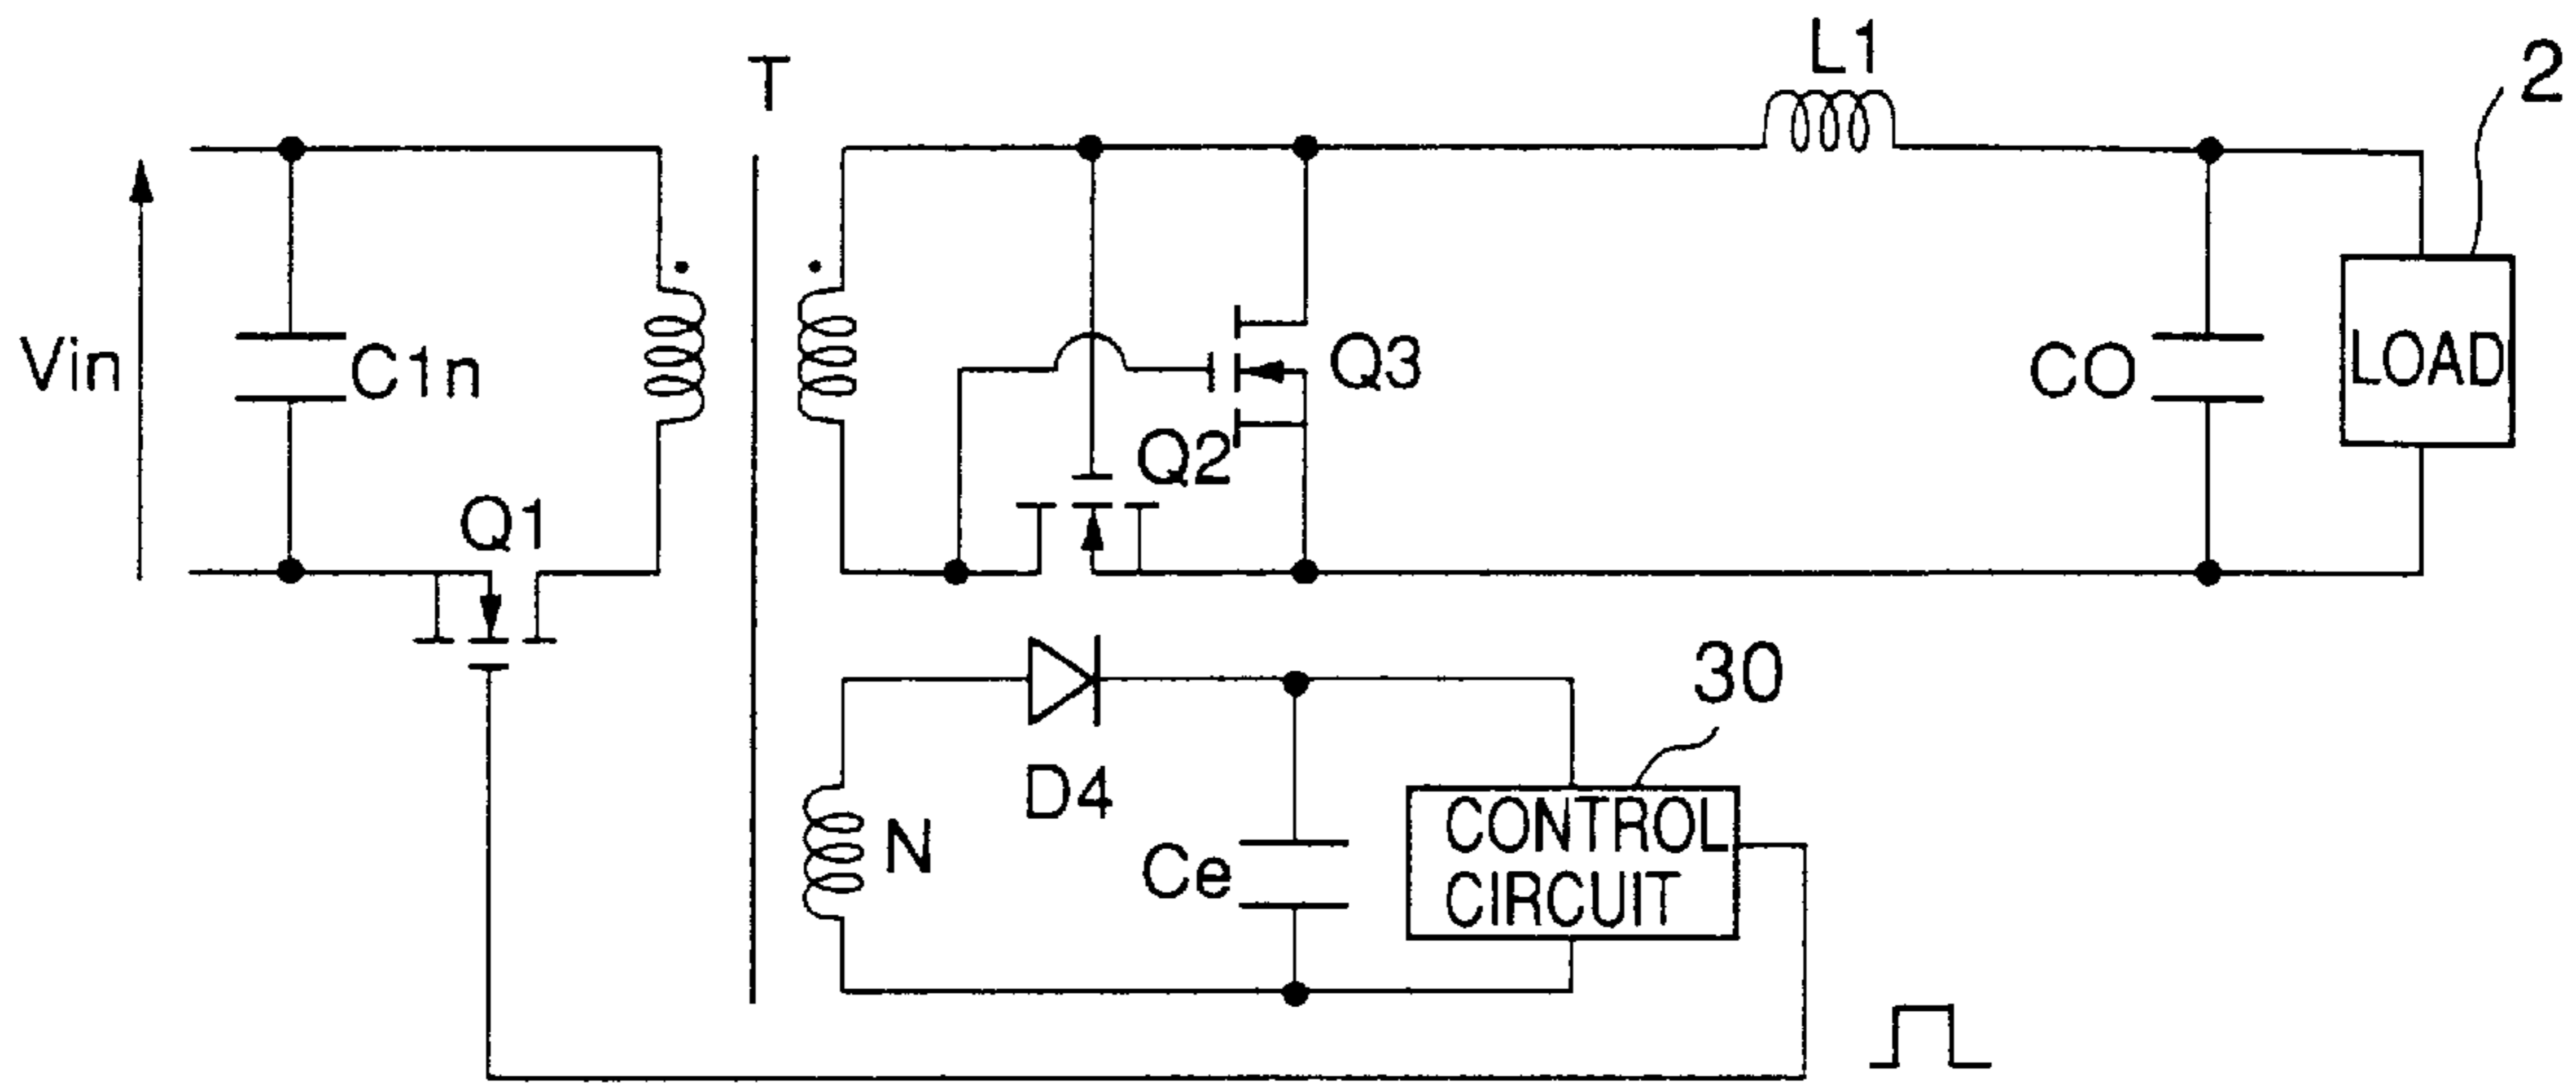 T
L1
2
Vin
C1n
Q3
CO
LOAD
Q2
Q1
30
D4
N
Ce
CONTROL
CIRCUIT